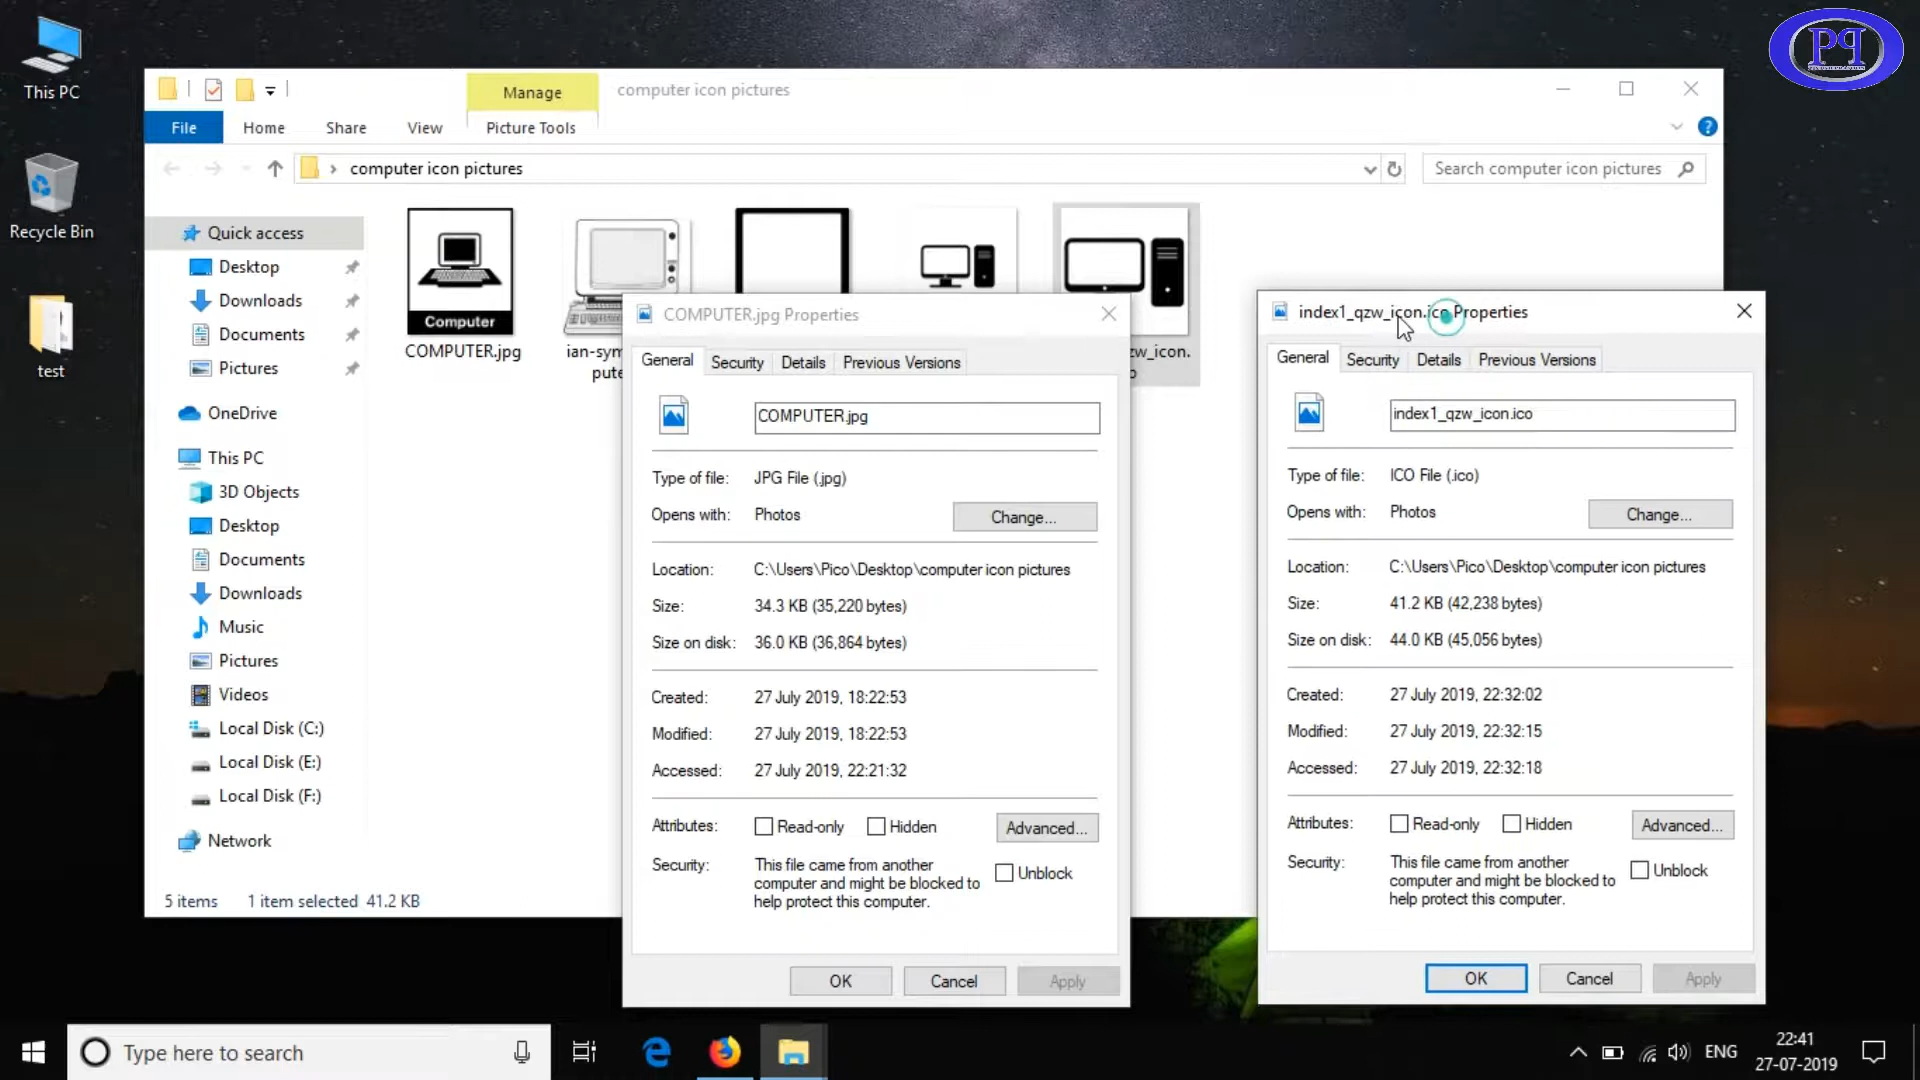 This PC
Recycle Bin
test
Manage
computer icon pictures
File
Home
Share
View
Picture Tools
computer icon pictures
Search computer icon pictures
Quick access
Desktop
Downloads
Documents
Pictures
OneDrive
This PC
3D Objects
Desktop
Documents
Downloads
Music
Pictures
Videos
Local Disk (C:)
Local Disk (E:)
Local Disk (F:)
Network
5 items
1 item selected 41.2 KB
Computer
COMPUTER.jpg
ian-sym
pute
zw_icon.
COMPUTER.jpg Properties
General
Security
Details
Previous Versions
COMPUTER.jpg
Type of file: JPG File (.jpg)
Opens with: Photos
Change...
Location: C:\Users\Pico\Desktop\computer icon pictures
Size: 34.3 KB (35,220 bytes)
Size on disk: 36.0 KB (36,864 bytes)
Created: 27 July 2019, 18:22:53
Modified: 27 July 2019, 18:22:53
Accessed: 27 July 2019, 22:21:32
Attributes: Read-only Hidden
Advanced...
Security: This file came from another
computer and might be blocked to
help protect this computer.
Unblock
OK
Cancel
Apply
index1_qzw_icon.ico Properties
General
Security
Details
Previous Versions
index1_qzw_icon.ico
Type of file: ICO File (.ico)
Opens with: Photos
Change...
Location: C:\Users\Pico\Desktop\computer icon pictures
Size: 41.2 KB (42,238 bytes)
Size on disk: 44.0 KB (45,056 bytes)
Created: 27 July 2019, 22:32:02
Modified: 27 July 2019, 22:32:15
Accessed: 27 July 2019, 22:32:18
Attributes: Read-only Hidden
Advanced...
Security: This file came from another
computer and might be blocked to
help protect this computer.
Unblock
OK
Cancel
Apply
Type here to search
ENG
22:41
27-07-2019